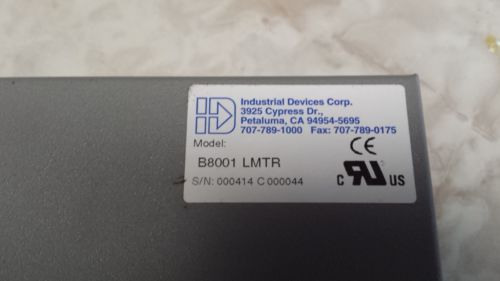 Industrial Devices Corp.
3925 Cypress Dr.,
Petaluma, CA 94954-5695
707-789-1000 Fax: 707-789-0175
Model:
B8001 LMTR
S/N: 000414 C 000044
CE
C RU US